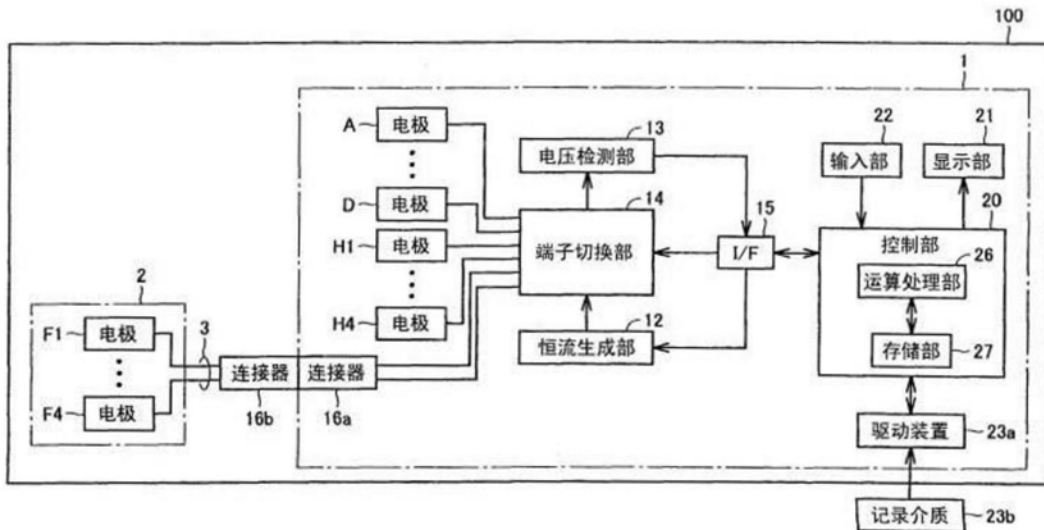 100
1
A 电极
13
电压检测部
22
输入部
21
显示部
D 电极
14
端子切换部
15
I/F
20
控制部
26
运算处理部
H1 电极
H4 电极
12
恒流生成部
存储部 27
2
F1 电极
3
F4 电极
连接器 连接器
16b 16a
驱动装置 23a
记录介质 23b